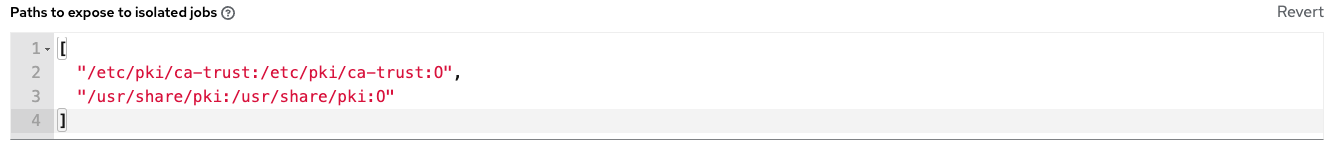 Paths to expose to isolated jobs ?
Revert
1 [
2 "/etc/pki/ca-trust:/etc/pki/ca-trust:O",
3 "/usr/share/pki:/usr/share/pki:O"
4 ]